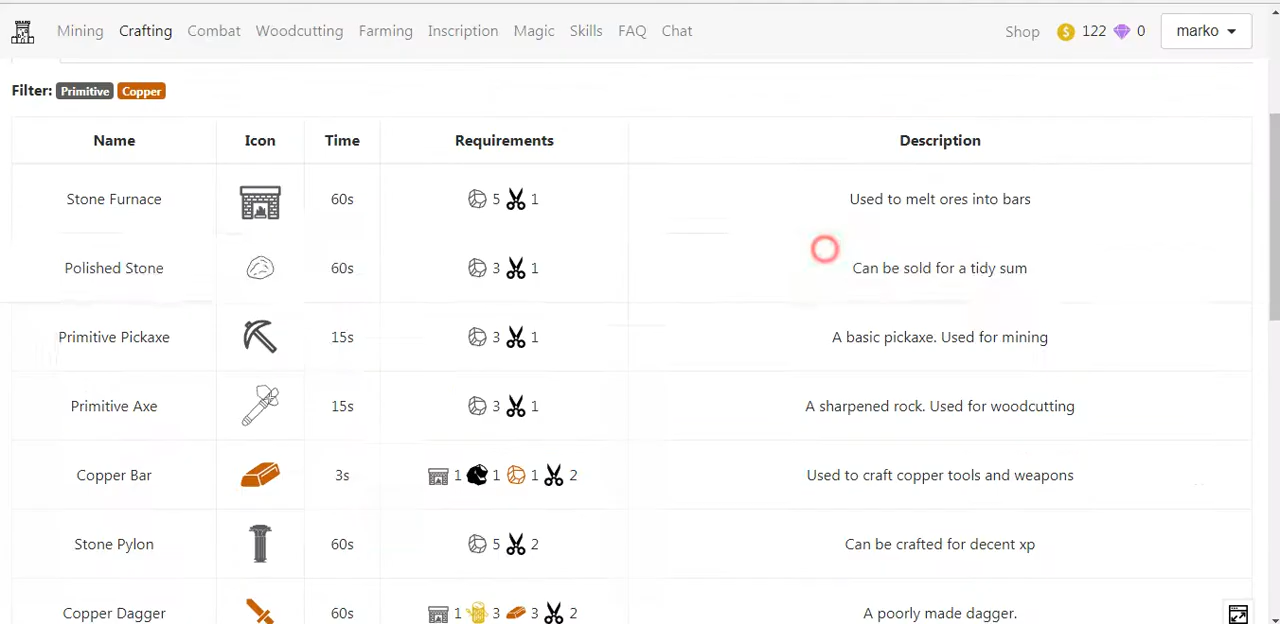 Mining Crafting Combat Woodcutting Farming Inscription Magic Skills FAQ Chat Shop 122 0 marko
Filter: Primitive Copper
Name Icon Time Requirements Description
Stone Furnace 60s 5 1 Used to melt ores into bars
Polished Stone 60s 3 1 Can be sold for a tidy sum
Primitive Pickaxe 15s 3 1 A basic pickaxe. Used for mining
Primitive Axe 15s 3 1 A sharpened rock. Used for woodcutting
Copper Bar 3s 1 1 1 2 Used to craft copper tools and weapons
Stone Pylon 60s 5 2 Can be crafted for decent xp
Copper Dagger 60s 1 3 3 2 A poorly made dagger.